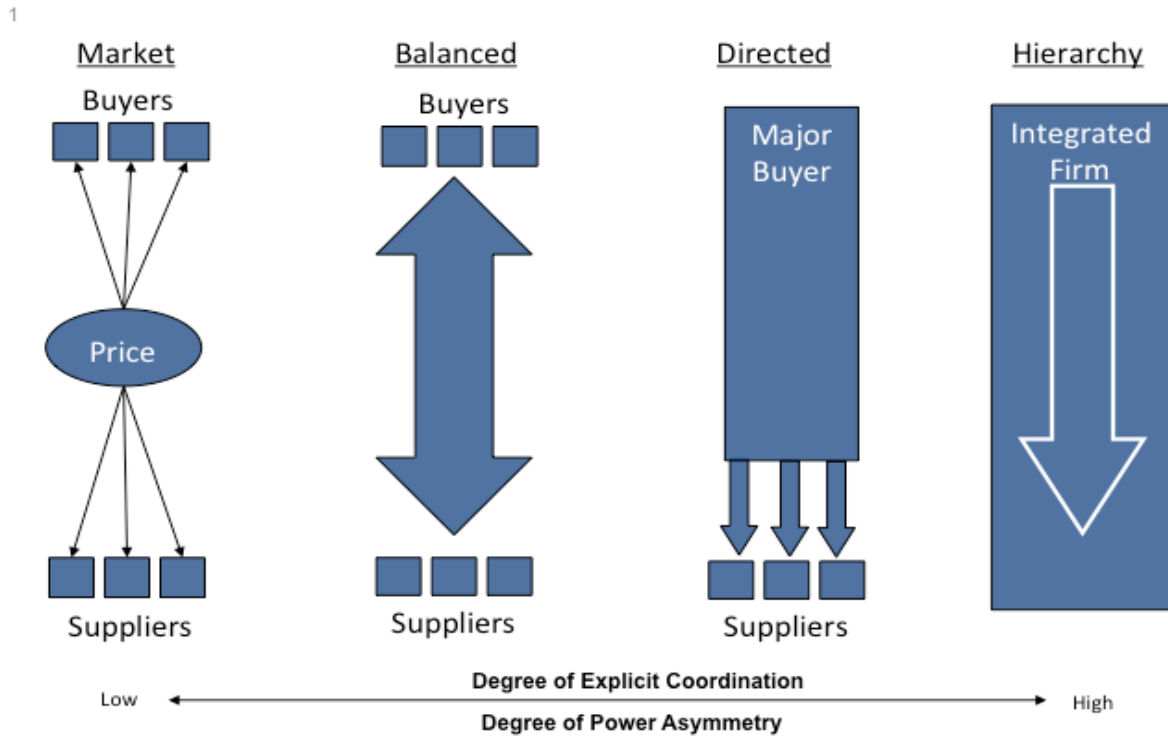 1
Market
Buyers
Price
Suppliers
Balanced
Buyers
Suppliers
Directed
Major
Buyer
Suppliers
Hierarchy
Integrated
Firm
Low
Degree of Explicit Coordination
Degree of Power Asymmetry
High